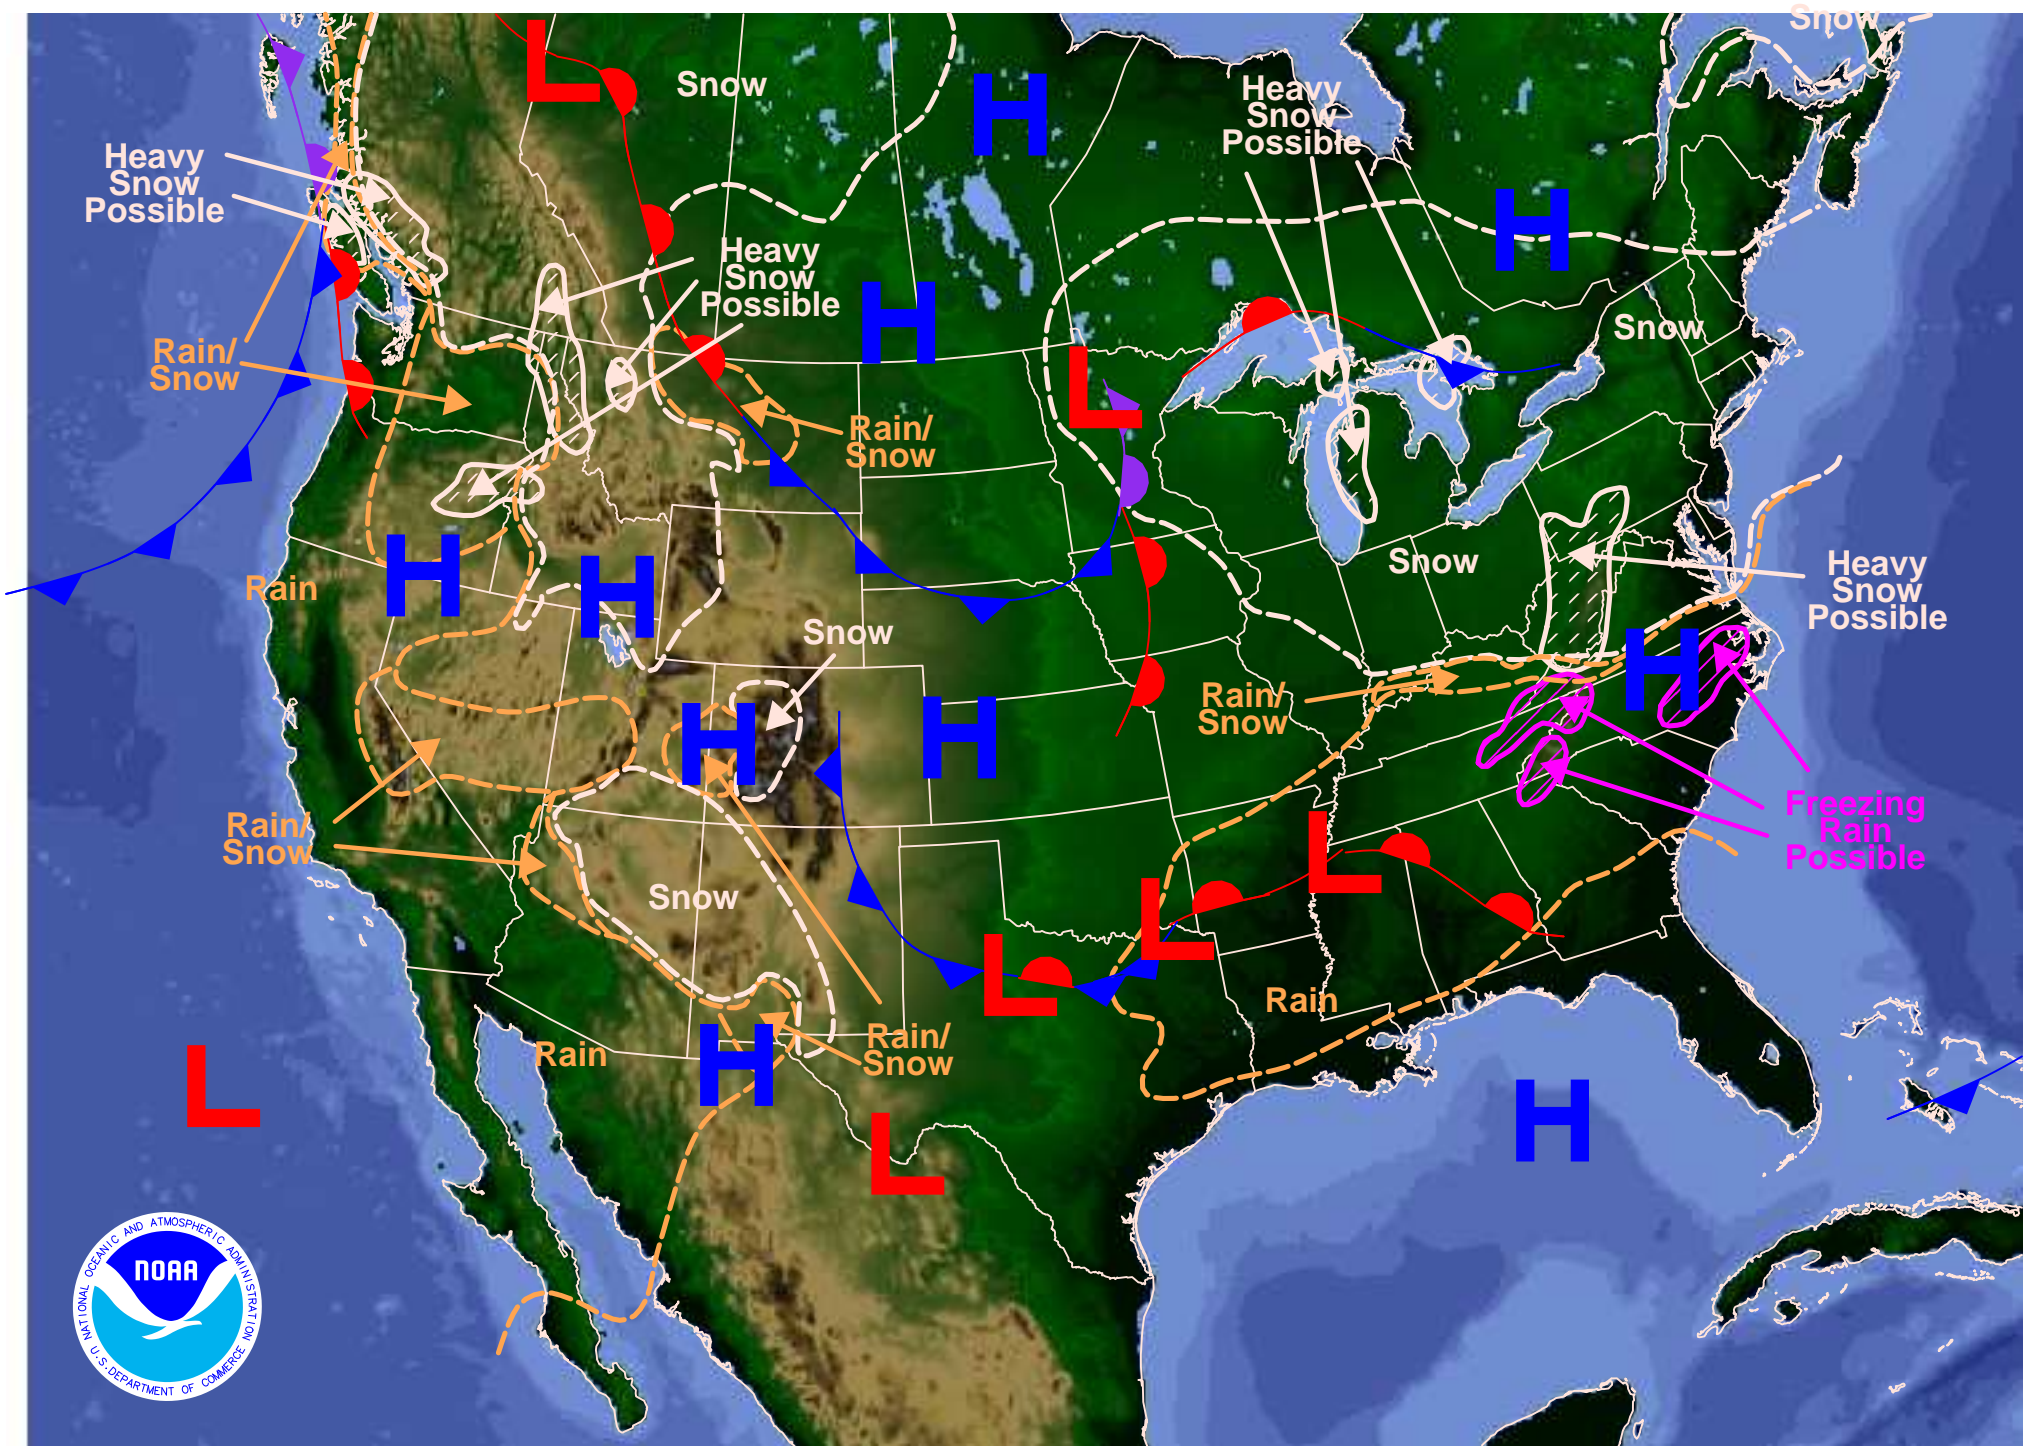 Snow
L
Snow
H
Heavy
Snow
Possible
Heavy
Snow
Possible
H
Heavy
Snow
Possible
H
Snow
Rain/
Snow
L
Rain/
Snow
Snow
H
H
Rain
Heavy
Snow
Possible
Snow
H
Rain/
Snow
H
H
Rain/
Snow
Freezing
Rain
Possible
L
Snow
L
L
Rain
Rain
H
Rain/
Snow
L
L
H
NATIONAL OCEANIC AND ATMOSPHERIC ADMINISTRATION
NOAA
U.S. DEPARTMENT OF COMMERCE